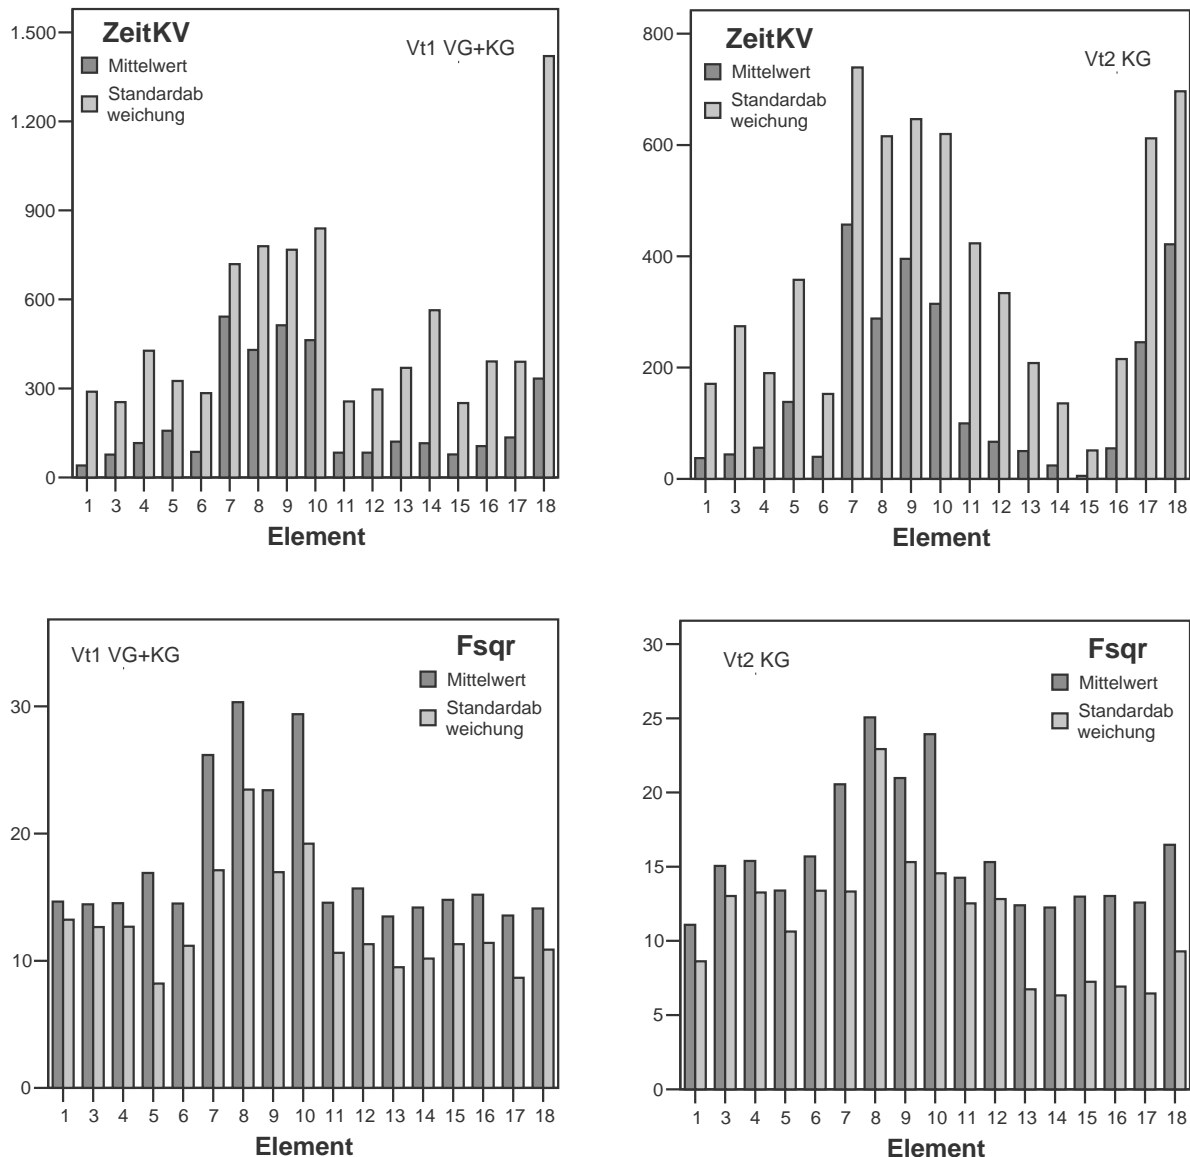 ZeitKV
Vt1 VG+KG
Mittelwert
Standardab
weichung
1.500
1.200
900
600
300
0
1 3 4 5 6 7 8 9 10 11 12 13 14 15 16 17 18
Element
ZeitKV
Vt2 KG
Mittelwert
Standardab
weichung
800
600
400
200
0
1 3 4 5 6 7 8 9 10 11 12 13 14 15 16 17 18
Element
Fsqr
Vt1 VG+KG
Mittelwert
Standardab
weichung
30
20
10
0
1 3 4 5 6 7 8 9 10 11 12 13 14 15 16 17 18
Element
Fsqr
Vt2 KG
Mittelwert
Standardab
weichung
30
25
20
15
10
5
0
1 3 4 5 6 7 8 9 10 11 12 13 14 15 16 17 18
Element